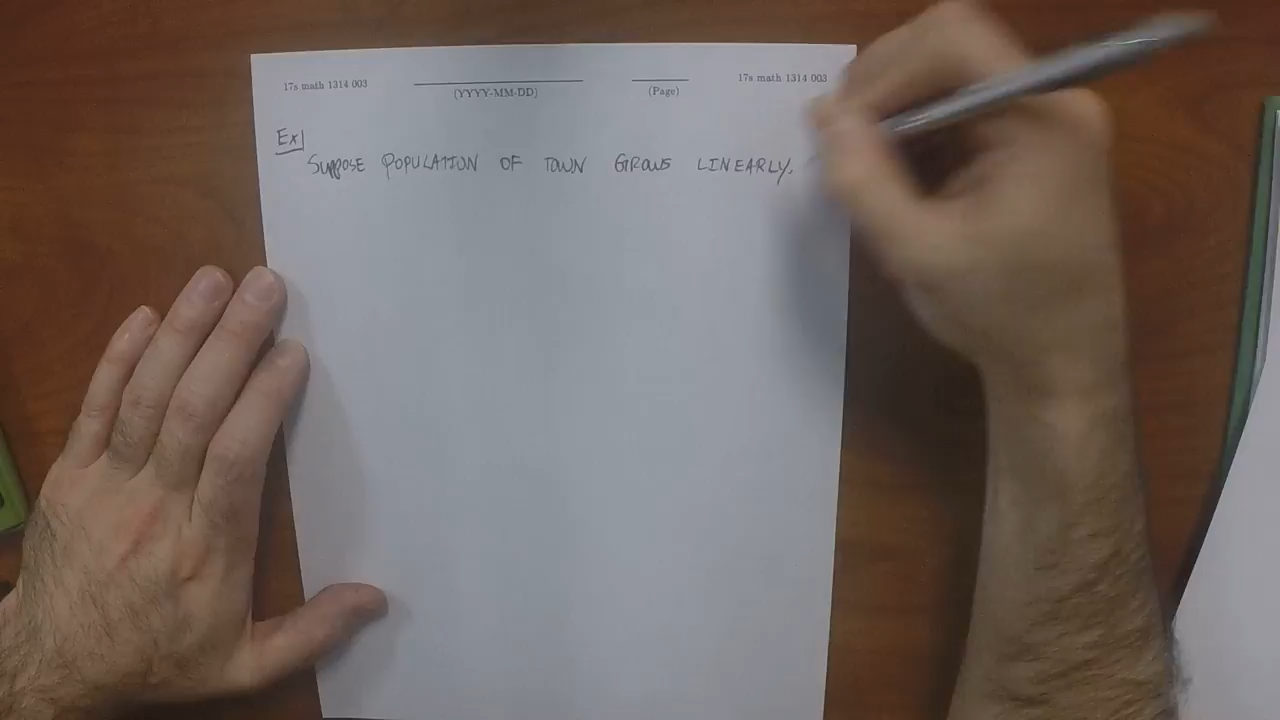 17s math 1314 003 (YYYY-MM-DD) (Page) 17s math 1314 003
Ex
SUPPOSE POPULATION OF TOWN GROWS LINEARLY.